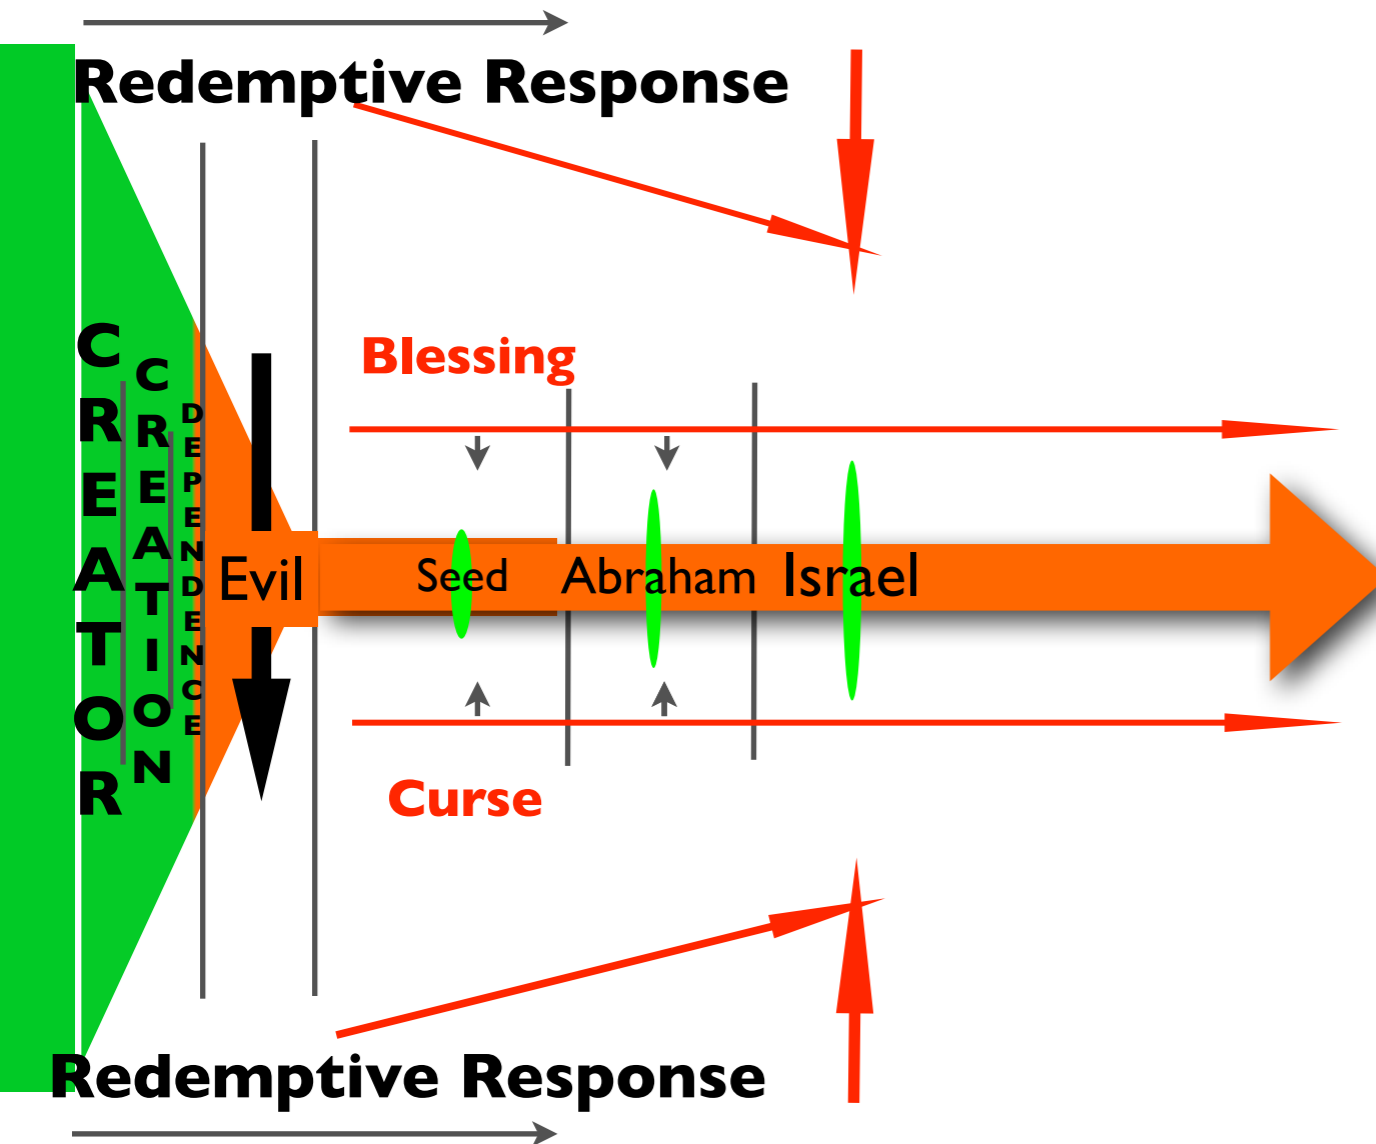 Redemptive Response
CREATOR
CREATION
DEPENDENCE
Blessing
Evil
Seed
Abraham
Israel
Curse
Redemptive Response